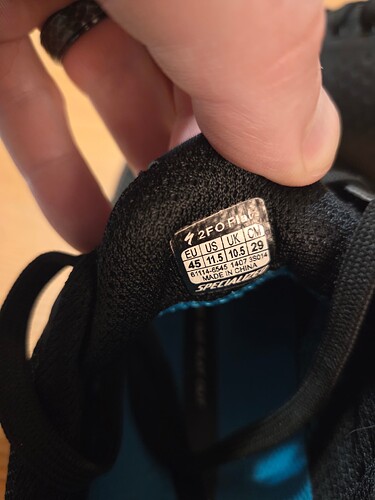 2FO Flat
EU US UK CM
45 11.5 10.5 29
61114-6545 1407 3S014
MADE IN CHINA
SPECIALIZED